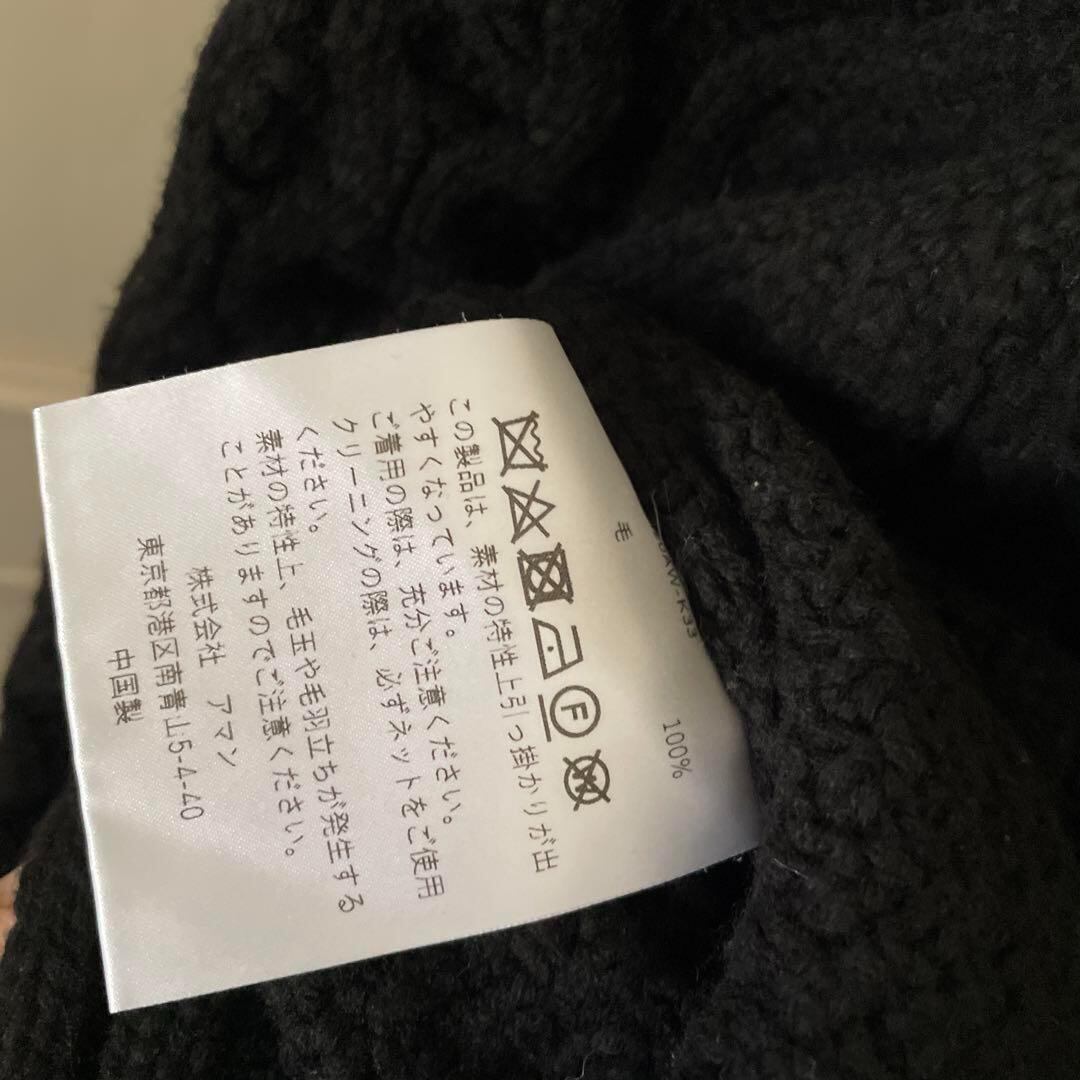 AW-K33
毛 100%
F
この製品は、素材の特性上引っ掛かりが出
やすくなっています。
ご着用の際は、充分ご注意ください。
クリーニングの際は、必ずネットをご使用
ください。
素材の特性上、毛玉や毛羽立ちが発生する
ことがありますのでご注意ください。
株式会社 アマン
東京都港区南青山5-4-40
中国製